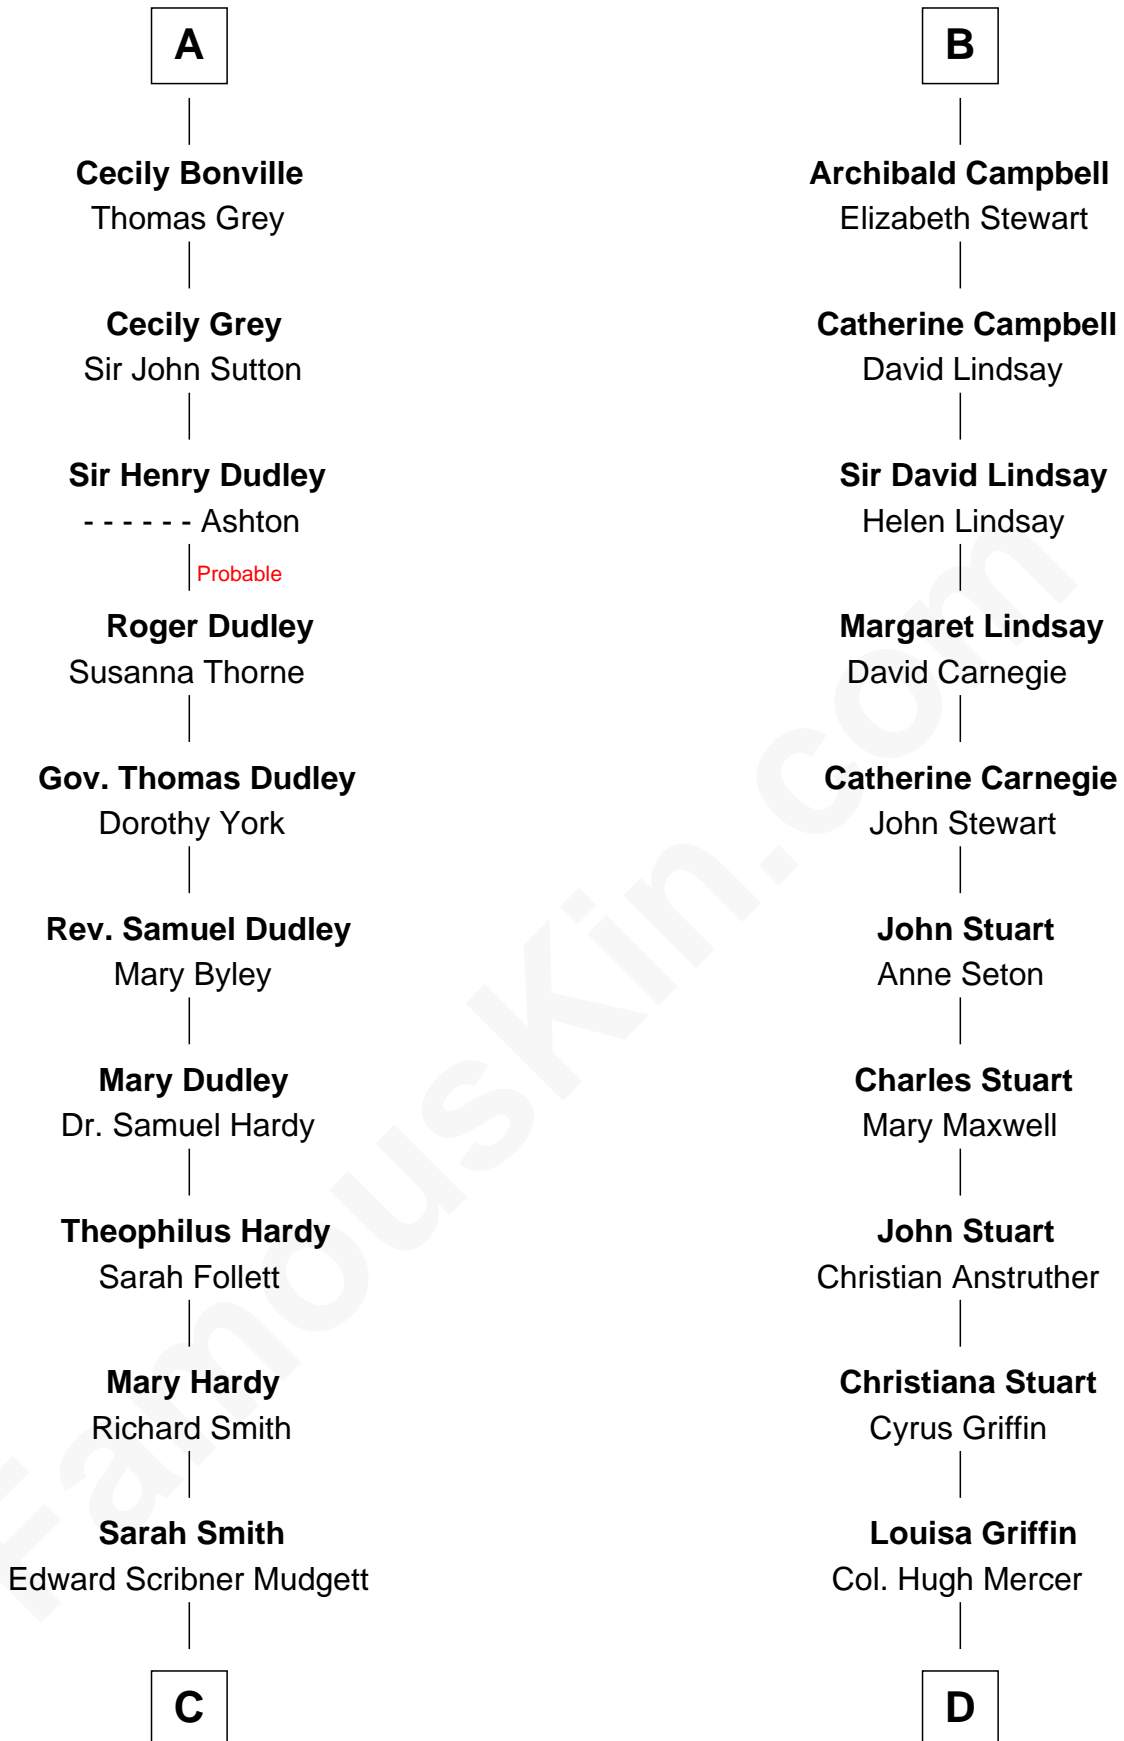 A
Cecily Bonville
Thomas Grey
Cecily Grey
Sir John Sutton
Sir Henry Dudley
- - - - - - Ashton
Probable
Roger Dudley
Susanna Thorne
Gov. Thomas Dudley
Dorothy York
Rev. Samuel Dudley
Mary Byley
Mary Dudley
Dr. Samuel Hardy
Theophilus Hardy
Sarah Follett
Mary Hardy
Richard Smith
Sarah Smith
Edward Scribner Mudgett
C
B
Archibald Campbell
Elizabeth Stewart
Catherine Campbell
David Lindsay
Sir David Lindsay
Helen Lindsay
Margaret Lindsay
David Carnegie
Catherine Carnegie
John Stewart
John Stuart
Anne Seton
Charles Stuart
Mary Maxwell
John Stuart
Christian Anstruther
Christiana Stuart
Cyrus Griffin
Louisa Griffin
Col. Hugh Mercer
D
FamousKin.com